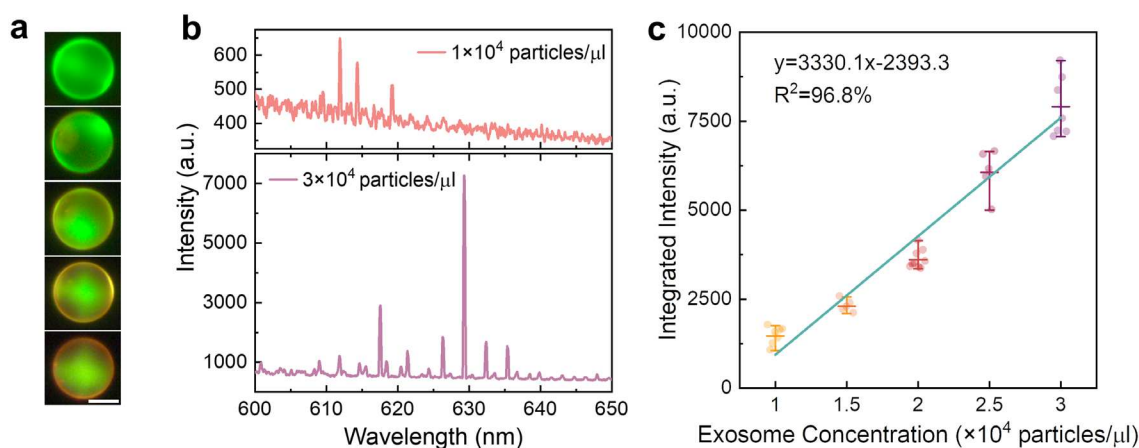 a
b
600
500
400
1×10⁴ particles/μl
7000
5000
3000
1000
3×10⁴ particles/μl
Intensity (a.u.)
600 610 620 630 640 650
Wavelength (nm)
c
10000
7500
5000
2500
0
y=3330.1x-2393.3
R²=96.8%
Integrated Intensity (a.u.)
1 1.5 2 2.5 3
Exosome Concentration (×10⁴ particles/μl)